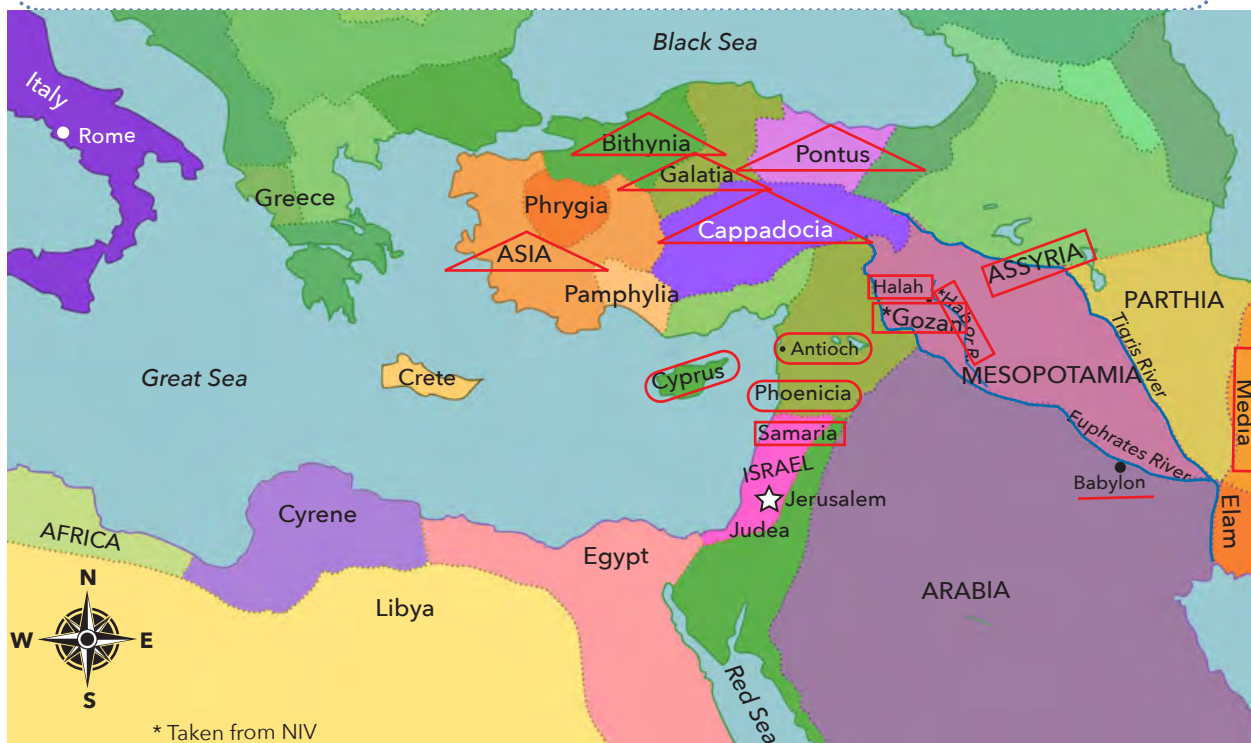 Black Sea
Italy
Rome
Bithynia
Pontus
Galatia
Greece
Phrygia
Cappadocia
ASIA
ASSYRIA
Pamphylia
Halah
*Habor R.
*Gozan
PARTHIA
Tigris River
Antioch
Great Sea
Crete
Cyprus
MESOPOTAMIA
Phoenicia
Media
Samaria
Euphrates River
ISRAEL
Babylon
Jerusalem
Cyrene
Judea
Elam
AFRICA
Egypt
N
ARABIA
Libya
W
E
S
Red Sea
* Taken from NIV